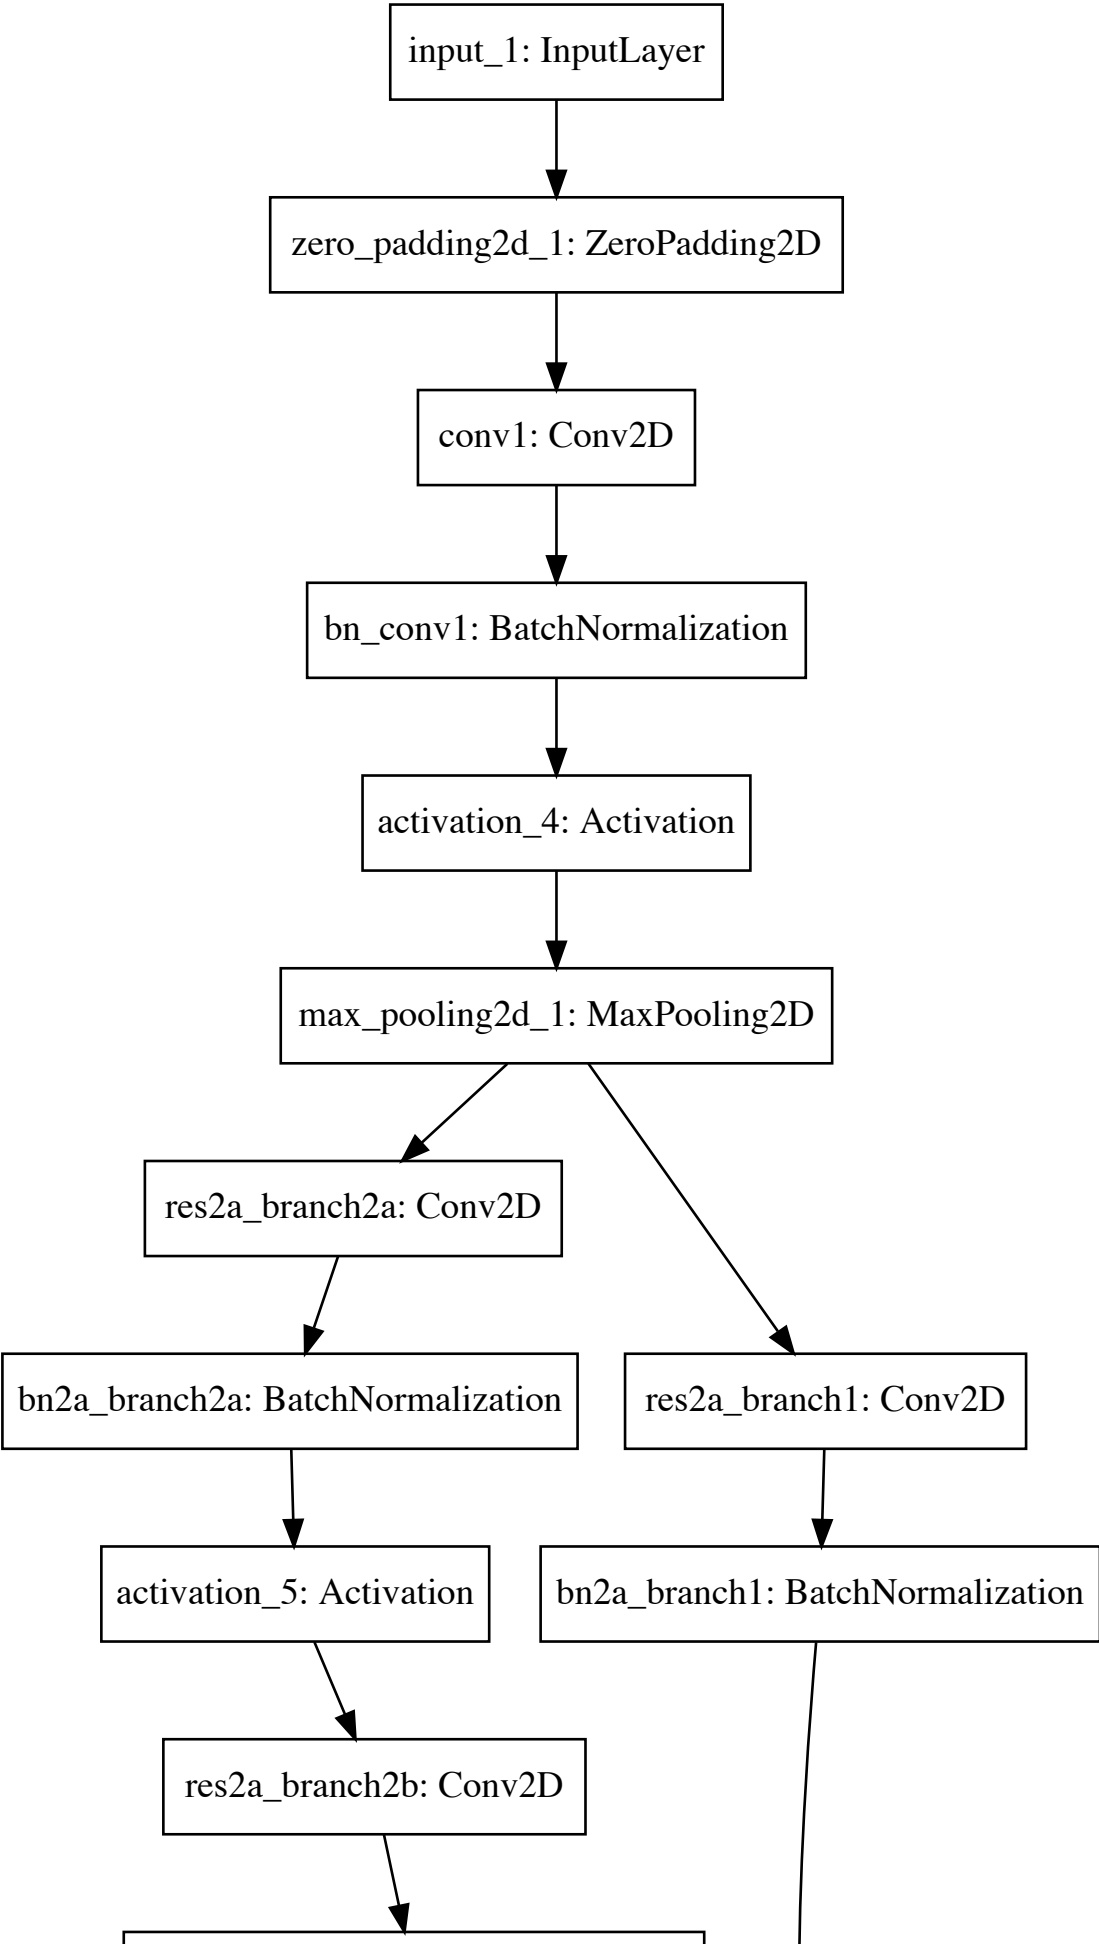 input_1: InputLayer
zero_padding2d_1: ZeroPadding2D
conv1: Conv2D
bn_conv1: BatchNormalization
activation_4: Activation
max_pooling2d_1: MaxPooling2D
res2a_branch2a: Conv2D
bn2a_branch2a: BatchNormalization
res2a_branch1: Conv2D
activation_5: Activation
bn2a_branch1: BatchNormalization
res2a_branch2b: Conv2D